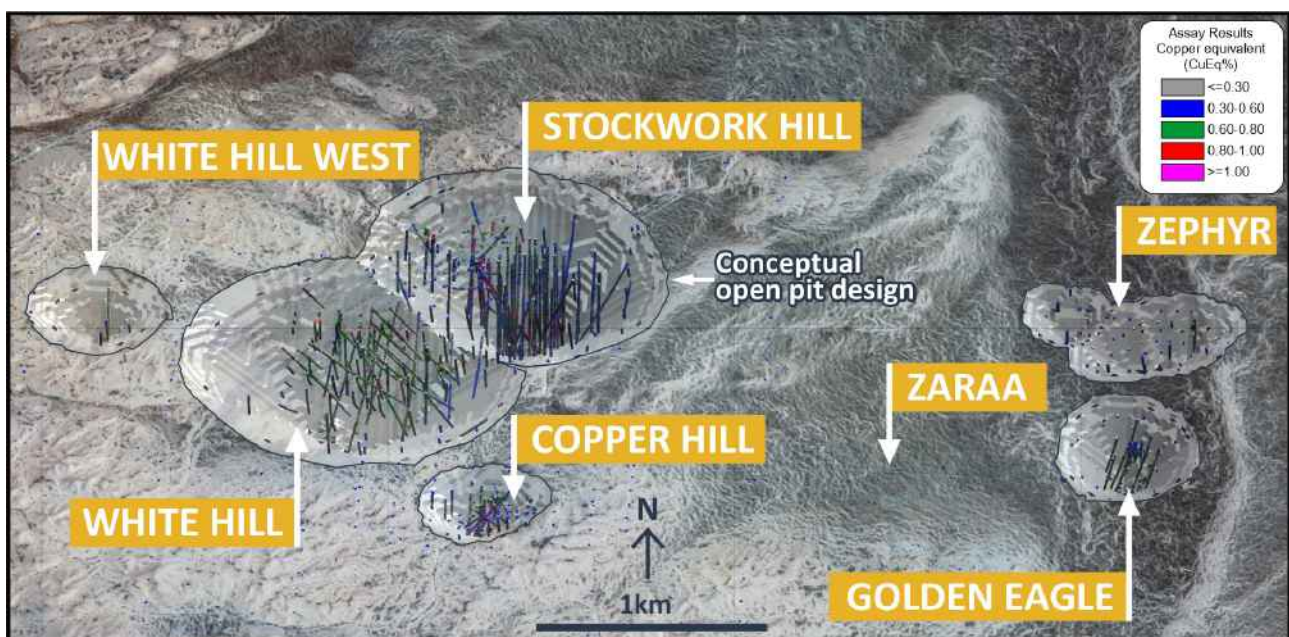 Assay Results
Copper equivalent
(CuEq%)
<=0.30
0.30-0.60
0.60-0.80
0.80-1.00
>=1.00
STOCKWORK HILL
WHITE HILL WEST
ZEPHYR
Conceptual
open pit design
ZARAA
COPPER HILL
WHITE HILL
N
GOLDEN EAGLE
1km